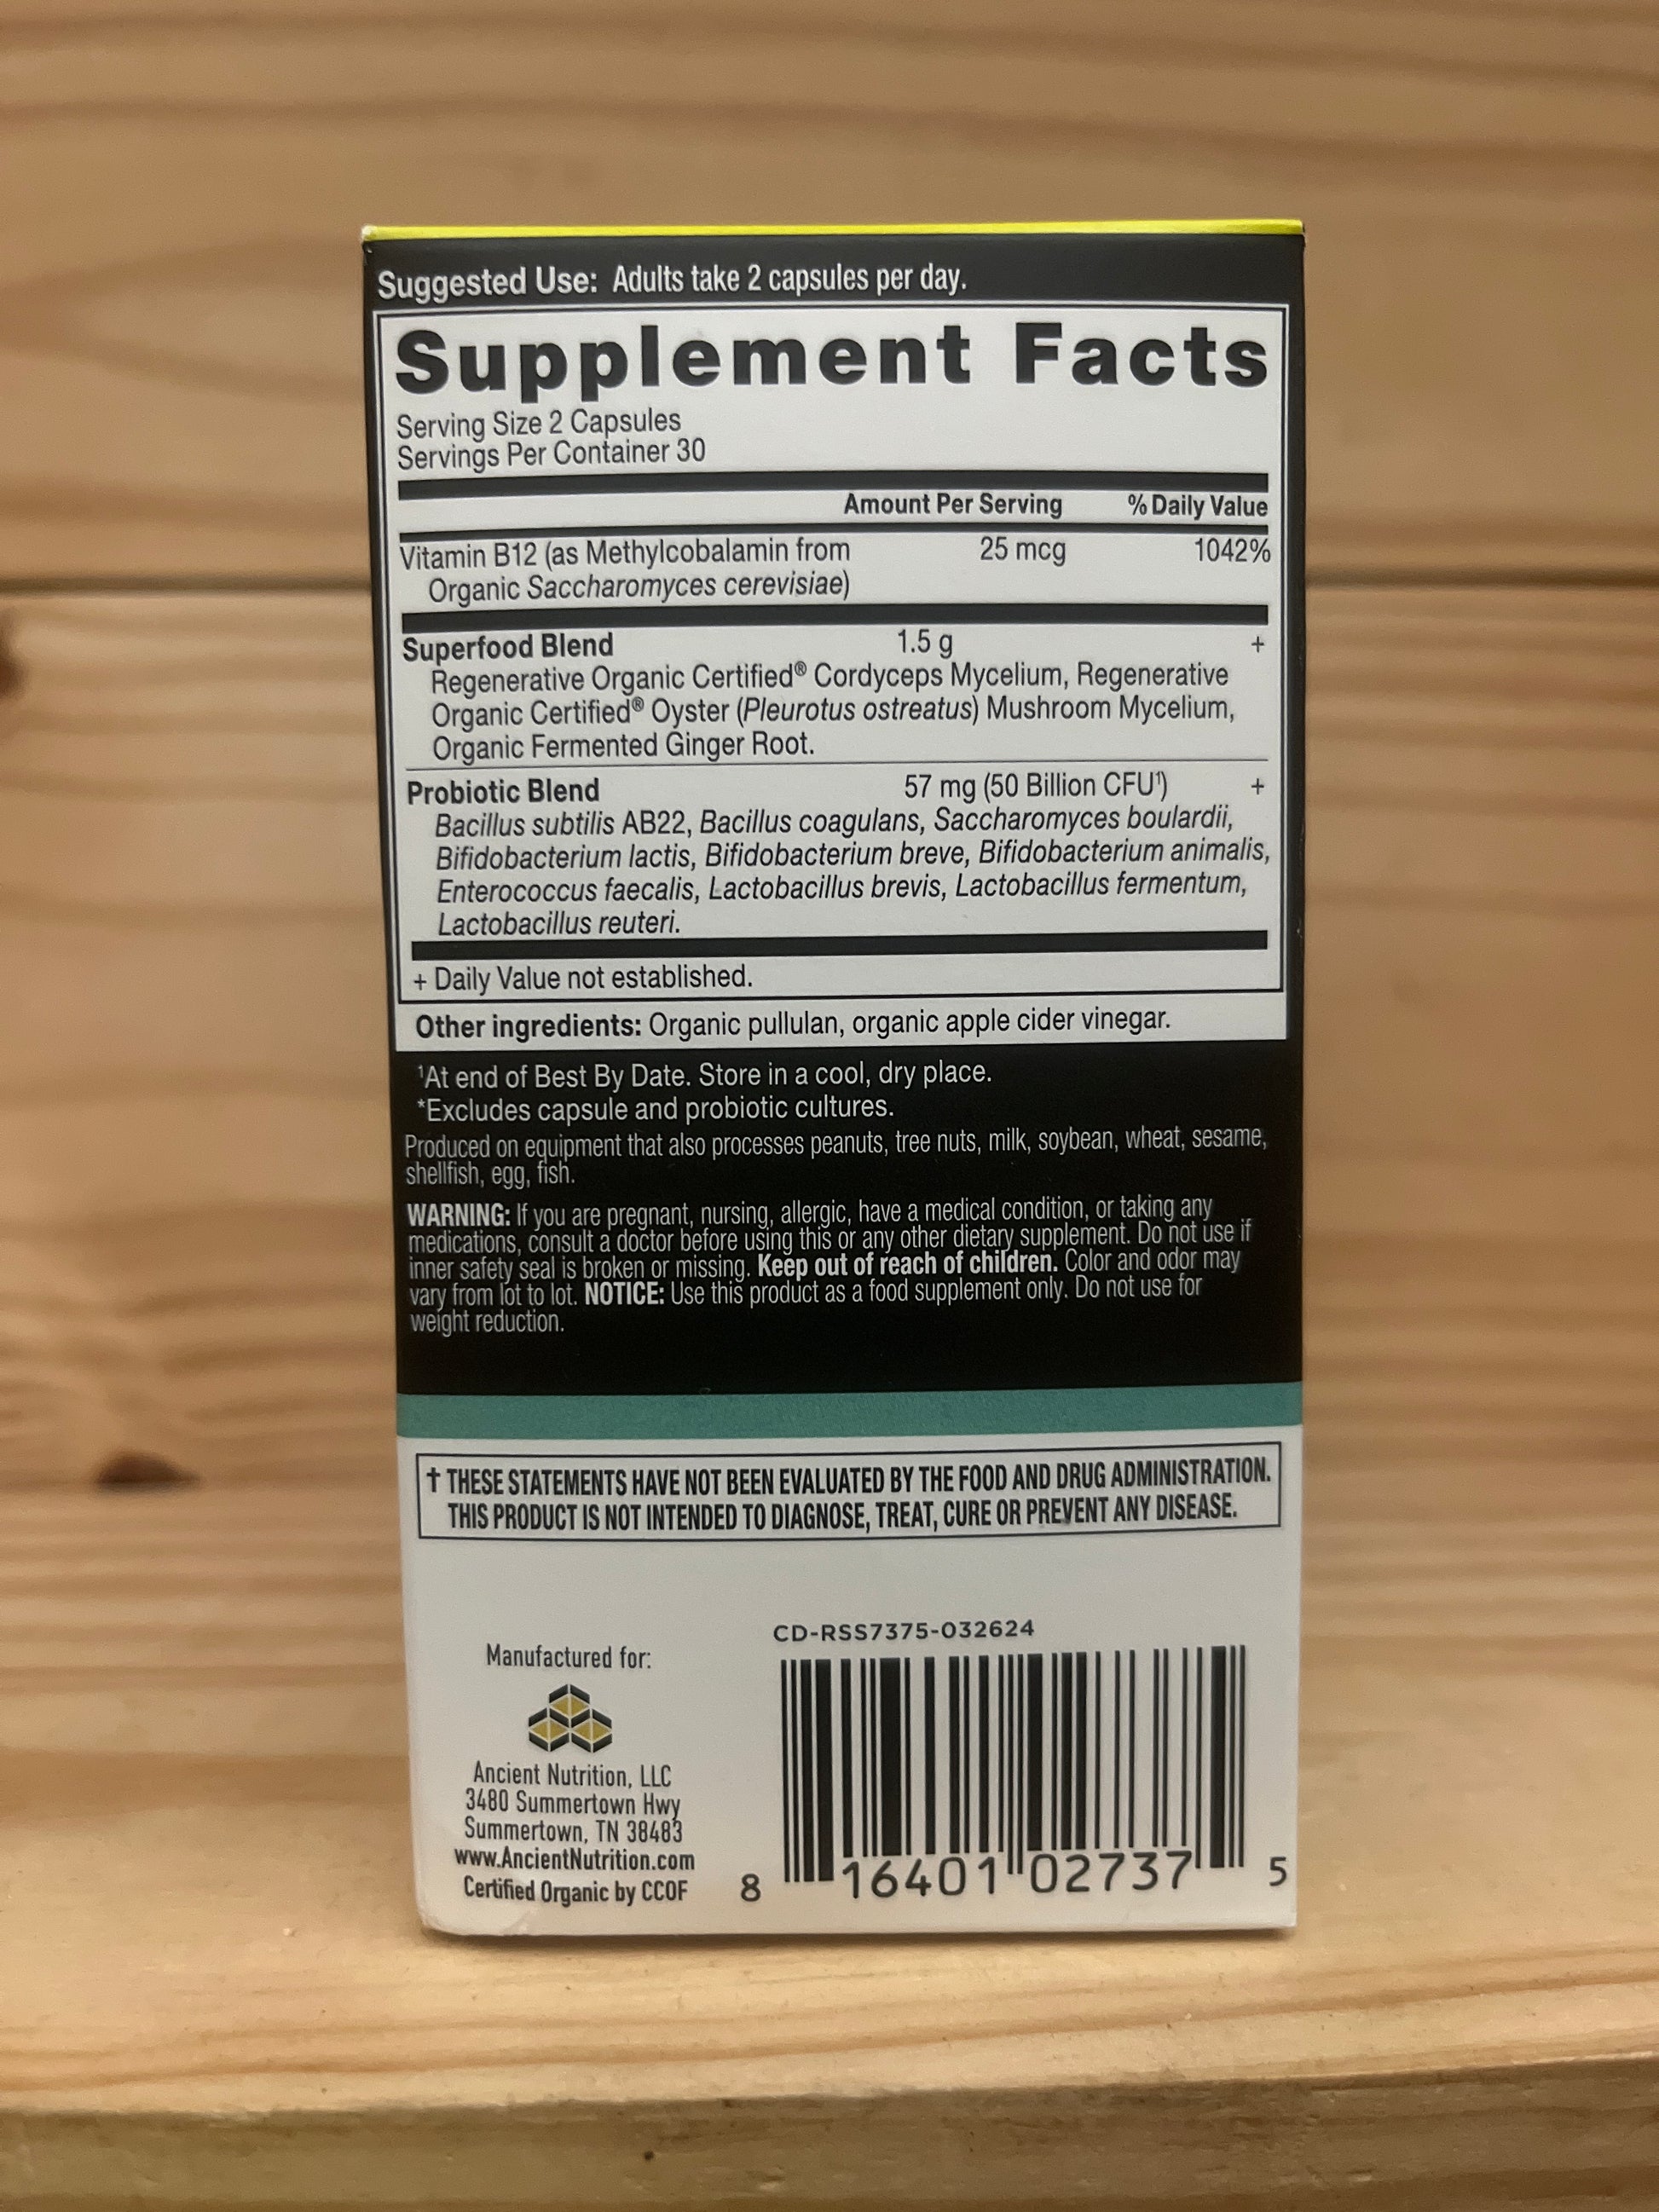 Suggested Use: Adults take 2 capsules per day.
Supplement Facts
Serving Size 2 Capsules
Servings Per Container 30
Amount Per Serving % Daily Value
Vitamin B12 (as Methylcobalamin from 25 mcg 1042%
Organic Saccharomyces cerevisiae)
Superfood Blend 1.5 g +
Regenerative Organic Certified® Cordyceps Mycelium, Regenerative
Organic Certified® Oyster (Pleurotus ostreatus) Mushroom Mycelium,
Organic Fermented Ginger Root.
Probiotic Blend 57 mg (50 Billion CFU¹) +
Bacillus subtilis AB22, Bacillus coagulans, Saccharomyces boulardii,
Bifidobacterium lactis, Bifidobacterium breve, Bifidobacterium animalis,
Enterococcus faecalis, Lactobacillus brevis, Lactobacillus fermentum,
Lactobacillus reuteri.
+ Daily Value not established.
Other ingredients: Organic pullulan, organic apple cider vinegar.
¹At end of Best By Date. Store in a cool, dry place.
*Excludes capsule and probiotic cultures.
Produced on equipment that also processes peanuts, tree nuts, milk, soybean, wheat, sesame,
shellfish, egg, fish.
WARNING: If you are pregnant, nursing, allergic, have a medical condition, or taking any
medications, consult a doctor before using this or any other dietary supplement. Do not use if
inner safety seal is broken or missing. Keep out of reach of children. Color and odor may
vary from lot to lot. NOTICE: Use this product as a food supplement only. Do not use for
weight reduction.
† THESE STATEMENTS HAVE NOT BEEN EVALUATED BY THE FOOD AND DRUG ADMINISTRATION.
THIS PRODUCT IS NOT INTENDED TO DIAGNOSE, TREAT, CURE OR PREVENT ANY DISEASE.
Manufactured for:
Ancient Nutrition, LLC
3480 Summertown Hwy
Summertown, TN 38483
www.AncientNutrition.com
Certified Organic by CCOF
CD-RSS7375-032624
8 16401 02737 5